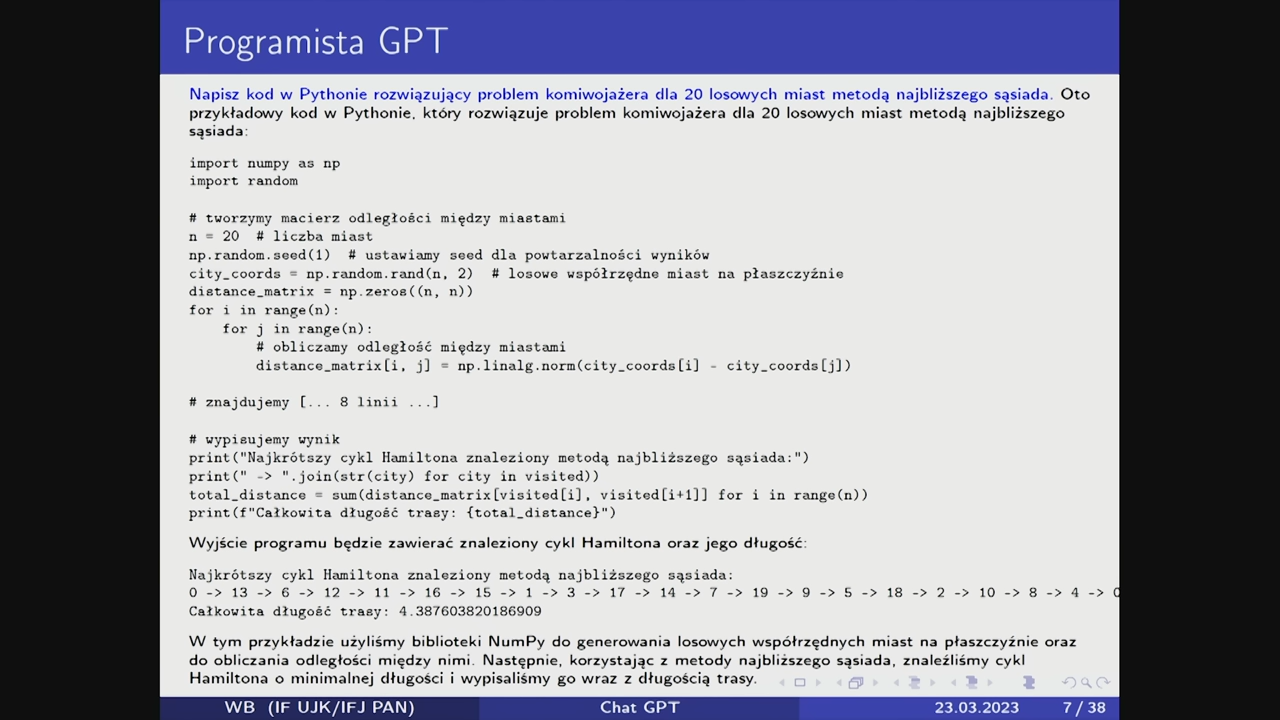 Programista GPT
Napisz kod w Pythonie rozwiązujący problem komiwojażera dla 20 losowych miast metodą najbliższego sąsiada. Oto
przykładowy kod w Pythonie, który rozwiązuje problem komiwojażera dla 20 losowych miast metodą najbliższego
sąsiada:
import numpy as np
import random
# tworzymy macierz odległości między miastami
n = 20  # liczba miast
np.random.seed(1)  # ustawiamy seed dla powtarzalności wyników
city_coords = np.random.rand(n, 2)  # losowe współrzędne miast na płaszczyźnie
distance_matrix = np.zeros((n, n))
for i in range(n):
    for j in range(n):
        # obliczamy odległość między miastami
        distance_matrix[i, j] = np.linalg.norm(city_coords[i] - city_coords[j])
# znajdujemy [... 8 linii ...]
# wypisujemy wynik
print("Najkrótszy cykl Hamiltona znaleziony metodą najbliższego sąsiada:")
print(" -> ".join(str(city) for city in visited))
total_distance = sum(distance_matrix[visited[i], visited[i+1]] for i in range(n))
print(f"Całkowita długość trasy: {total_distance}")
Wyjście programu będzie zawierać znaleziony cykl Hamiltona oraz jego długość:
Najkrótszy cykl Hamiltona znaleziony metodą najbliższego sąsiada:
0 -> 13 -> 6 -> 12 -> 11 -> 16 -> 15 -> 1 -> 3 -> 17 -> 14 -> 7 -> 19 -> 9 -> 5 -> 18 -> 2 -> 10 -> 8 -> 4 -> 0
Całkowita długość trasy: 4.387603820186909
W tym przykładzie użyliśmy biblioteki NumPy do generowania losowych współrzędnych miast na płaszczyźnie oraz
do obliczania odległości między nimi. Następnie, korzystając z metody najbliższego sąsiada, znaleźliśmy cykl
Hamiltona o minimalnej długości i wypisaliśmy go wraz z długością trasy.
WB (IF UJK/IFJ PAN) Chat GPT 23.03.2023 7 / 38